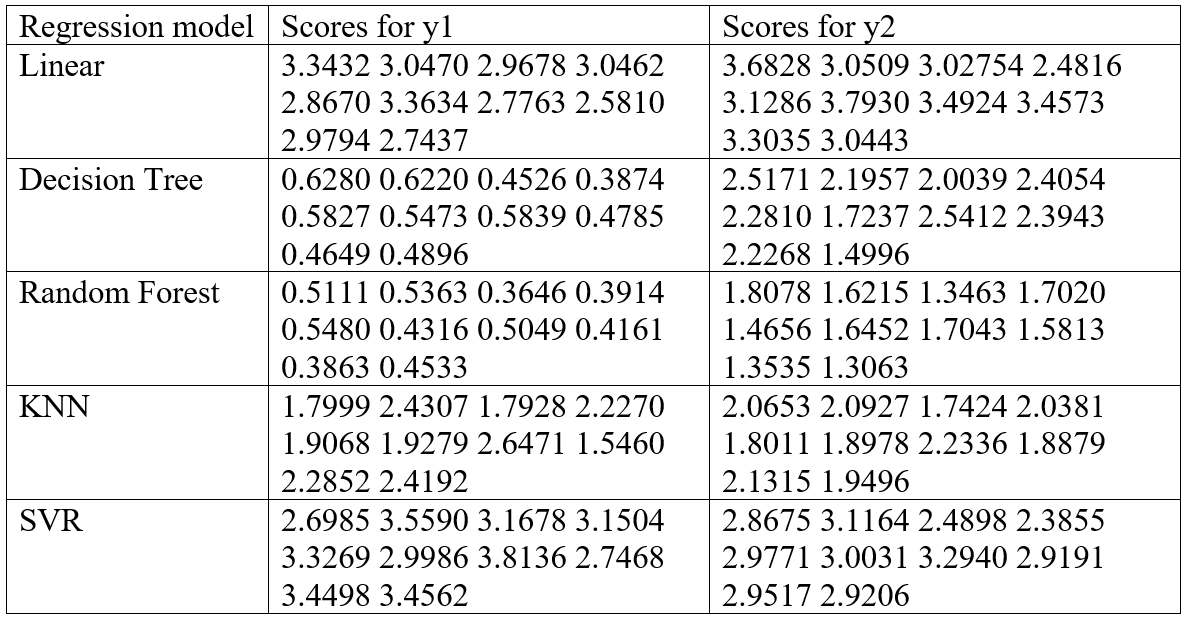 Regression model Scores for y1 Scores for y2
Linear 3.3432 3.0470 2.9678 3.0462 3.6828 3.0509 3.02754 2.4816
2.8670 3.3634 2.7763 2.5810 3.1286 3.7930 3.4924 3.4573
2.9794 2.7437 3.3035 3.0443
Decision Tree 0.6280 0.6220 0.4526 0.3874 2.5171 2.1957 2.0039 2.4054
0.5827 0.5473 0.5839 0.4785 2.2810 1.7237 2.5412 2.3943
0.4649 0.4896 2.2268 1.4996
Random Forest 0.5111 0.5363 0.3646 0.3914 1.8078 1.6215 1.3463 1.7020
0.5480 0.4316 0.5049 0.4161 1.4656 1.6452 1.7043 1.5813
0.3863 0.4533 1.3535 1.3063
KNN 1.7999 2.4307 1.7928 2.2270 2.0653 2.0927 1.7424 2.0381
1.9068 1.9279 2.6471 1.5460 1.8011 1.8978 2.2336 1.8879
2.2852 2.4192 2.1315 1.9496
SVR 2.6985 3.5590 3.1678 3.1504 2.8675 3.1164 2.4898 2.3855
3.3269 2.9986 3.8136 2.7468 2.9771 3.0031 3.2940 2.9191
3.4498 3.4562 2.9517 2.9206